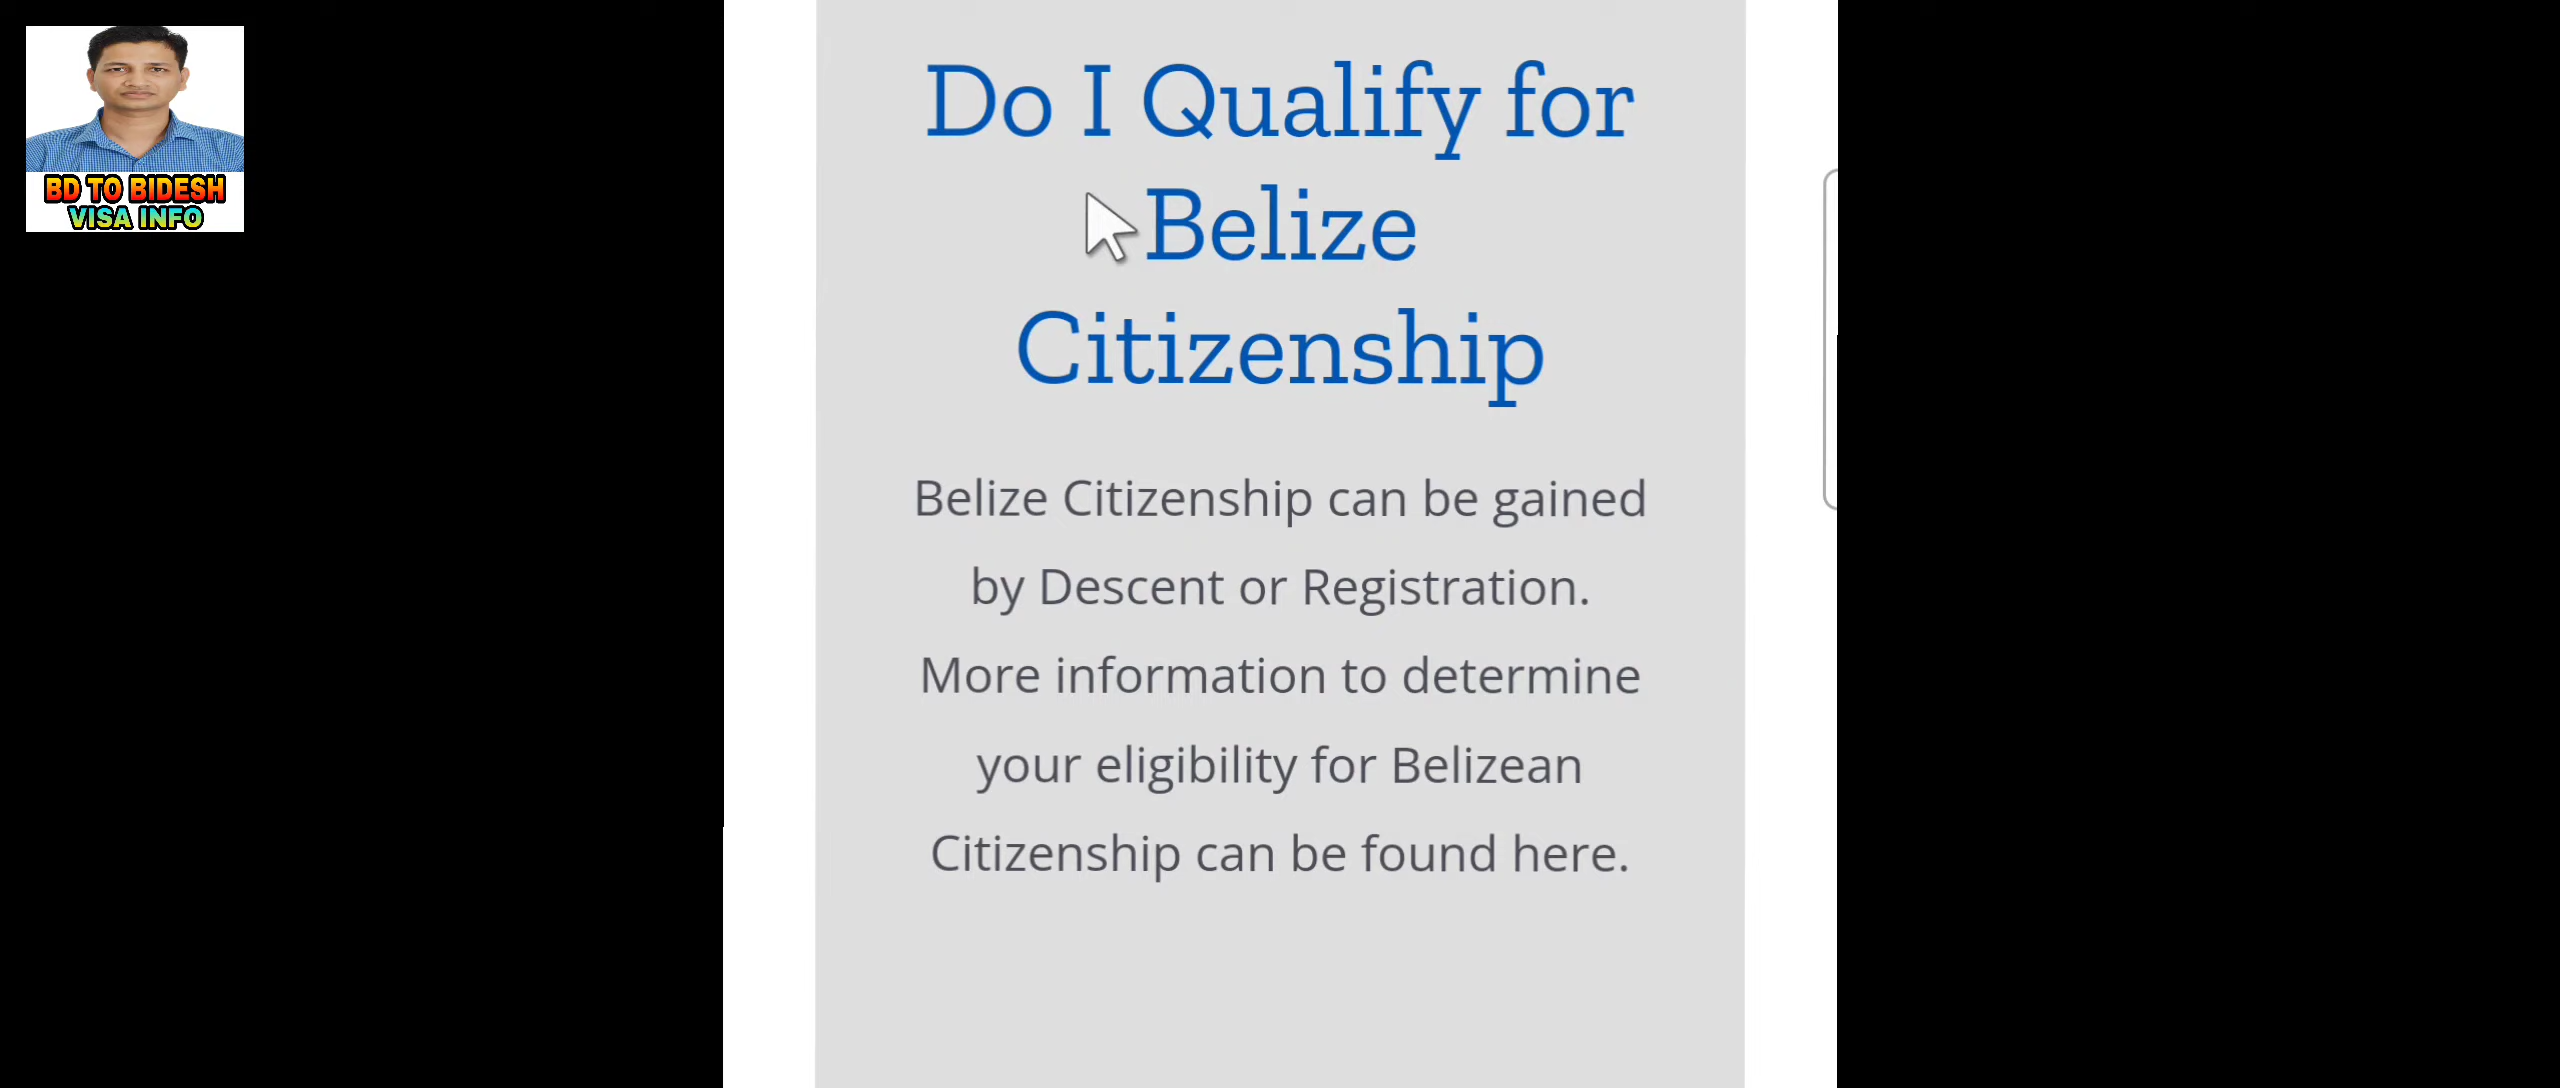 BD TO BIDESH
VISA INFO
Do I Qualify for
Belize
Citizenship
Belize Citizenship can be gained
by Descent or Registration.
More information to determine
your eligibility for Belizean
Citizenship can be found here.